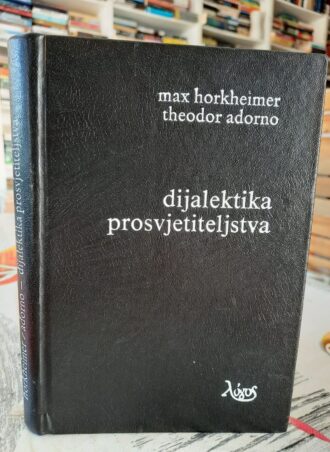 max horkheimer
theodor adorno
dijalektika
prosvjetiteljstva
λόγος
horkheimer / adorno — dijalektika prosvjetiteljstva